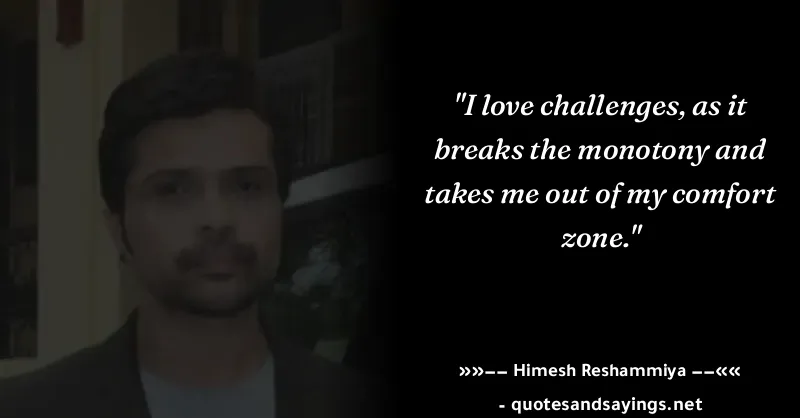 "I love challenges, as it
breaks the monotony and
takes me out of my comfort
zone."
»»–– Himesh Reshammiya ––««
- quotesandsayings.net